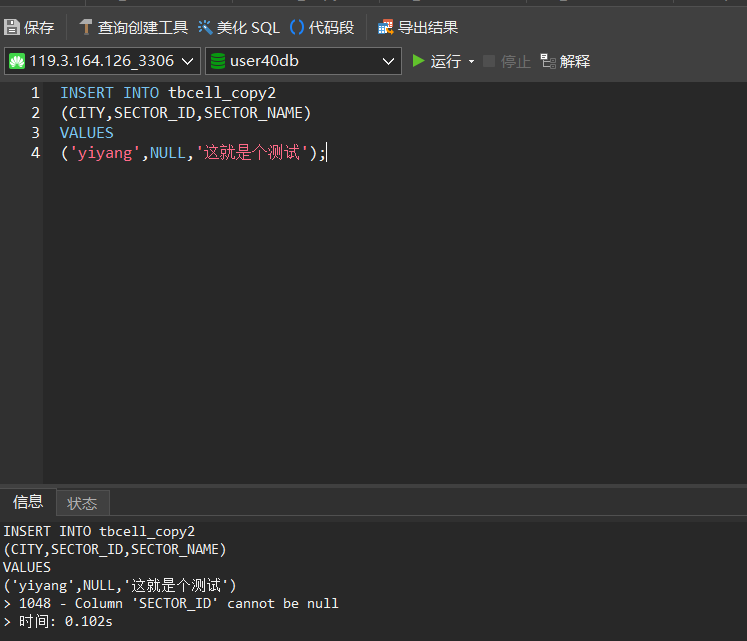 保存 查询创建工具 美化 SQL 代码段 导出结果
119.3.164.126_3306 user40db 运行 停止 解释
1 INSERT INTO tbcell_copy2
2 (CITY,SECTOR_ID,SECTOR_NAME)
3 VALUES
4 ('yiyang',NULL,'这就是个测试');
信息 状态
INSERT INTO tbcell_copy2
(CITY,SECTOR_ID,SECTOR_NAME)
VALUES
('yiyang',NULL,'这就是个测试')
> 1048 - Column 'SECTOR_ID' cannot be null
> 时间: 0.102s